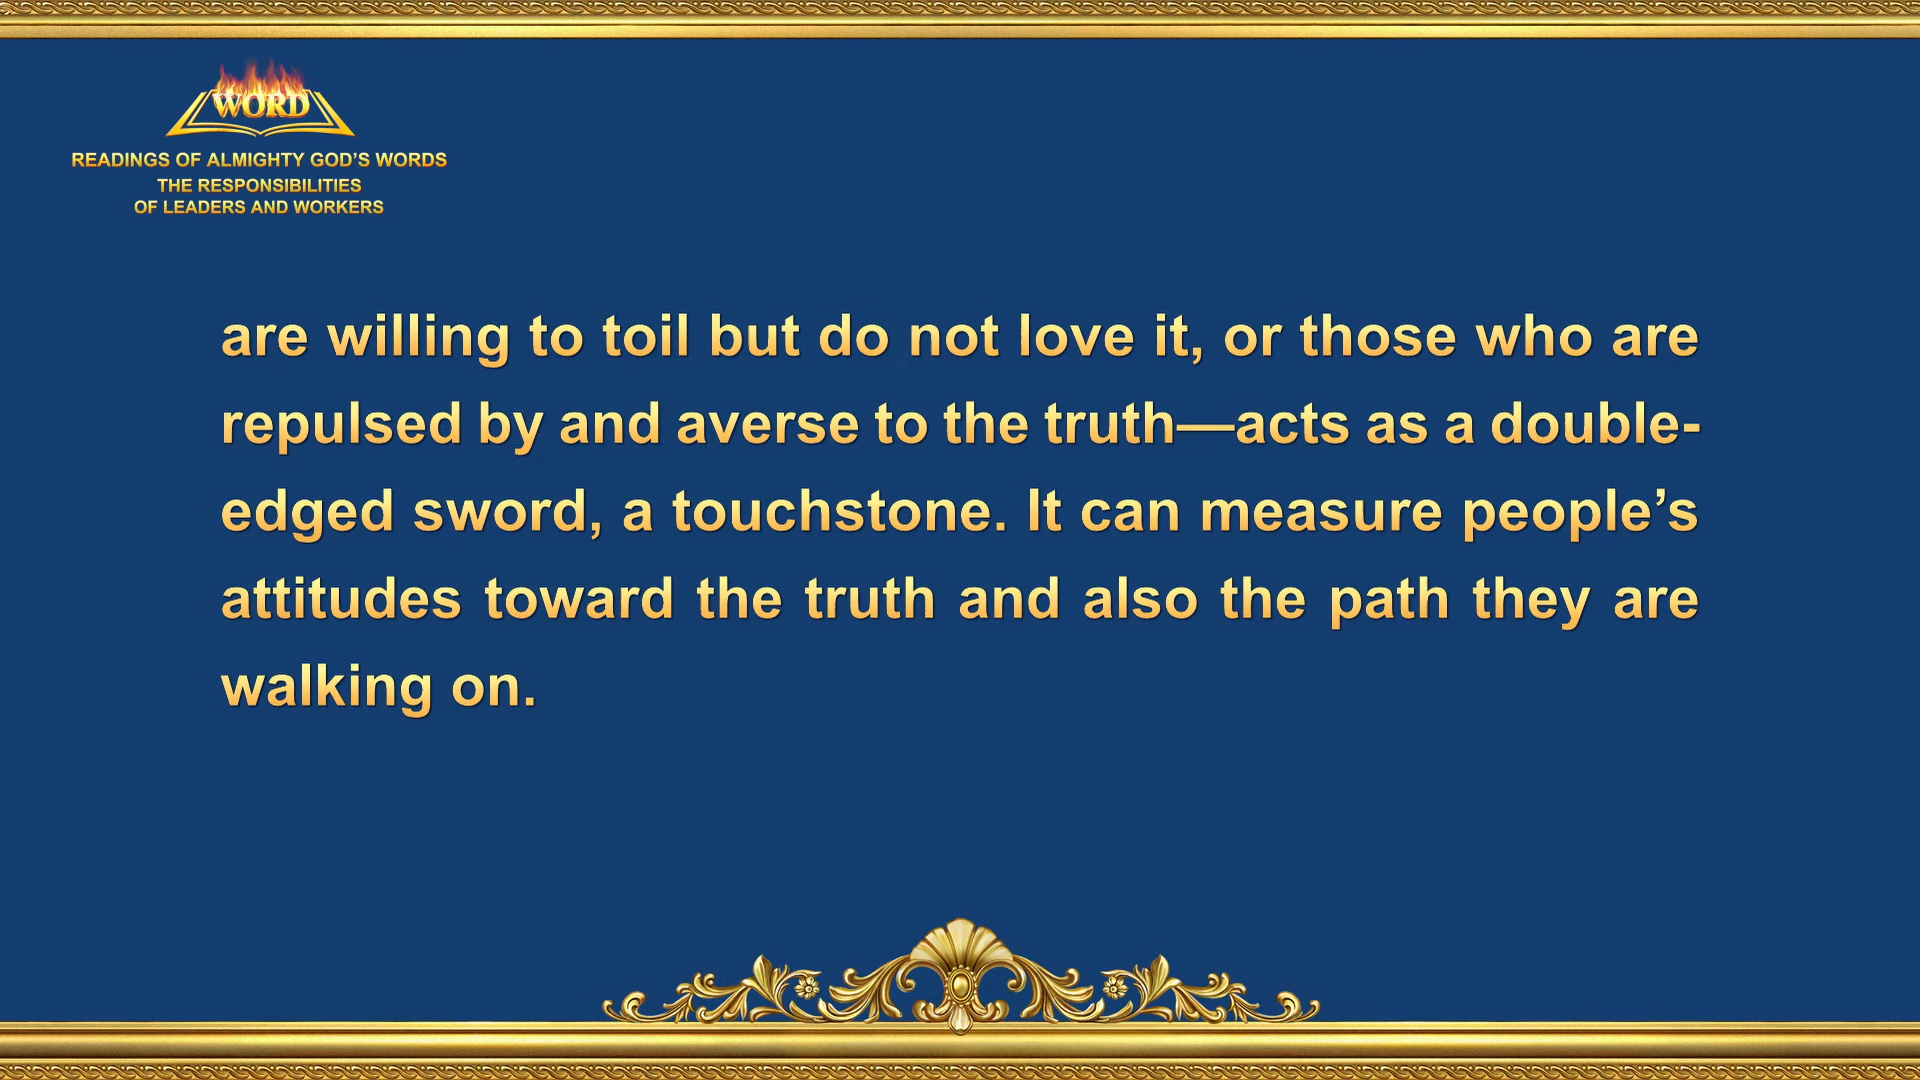 WORD
READINGS OF ALMIGHTY GOD’S WORDS
THE RESPONSIBILITIES
OF LEADERS AND WORKERS
are willing to toil but do not love it, or those who are
repulsed by and averse to the truth—acts as a double-
edged sword, a touchstone. It can measure people’s
attitudes toward the truth and also the path they are
walking on.